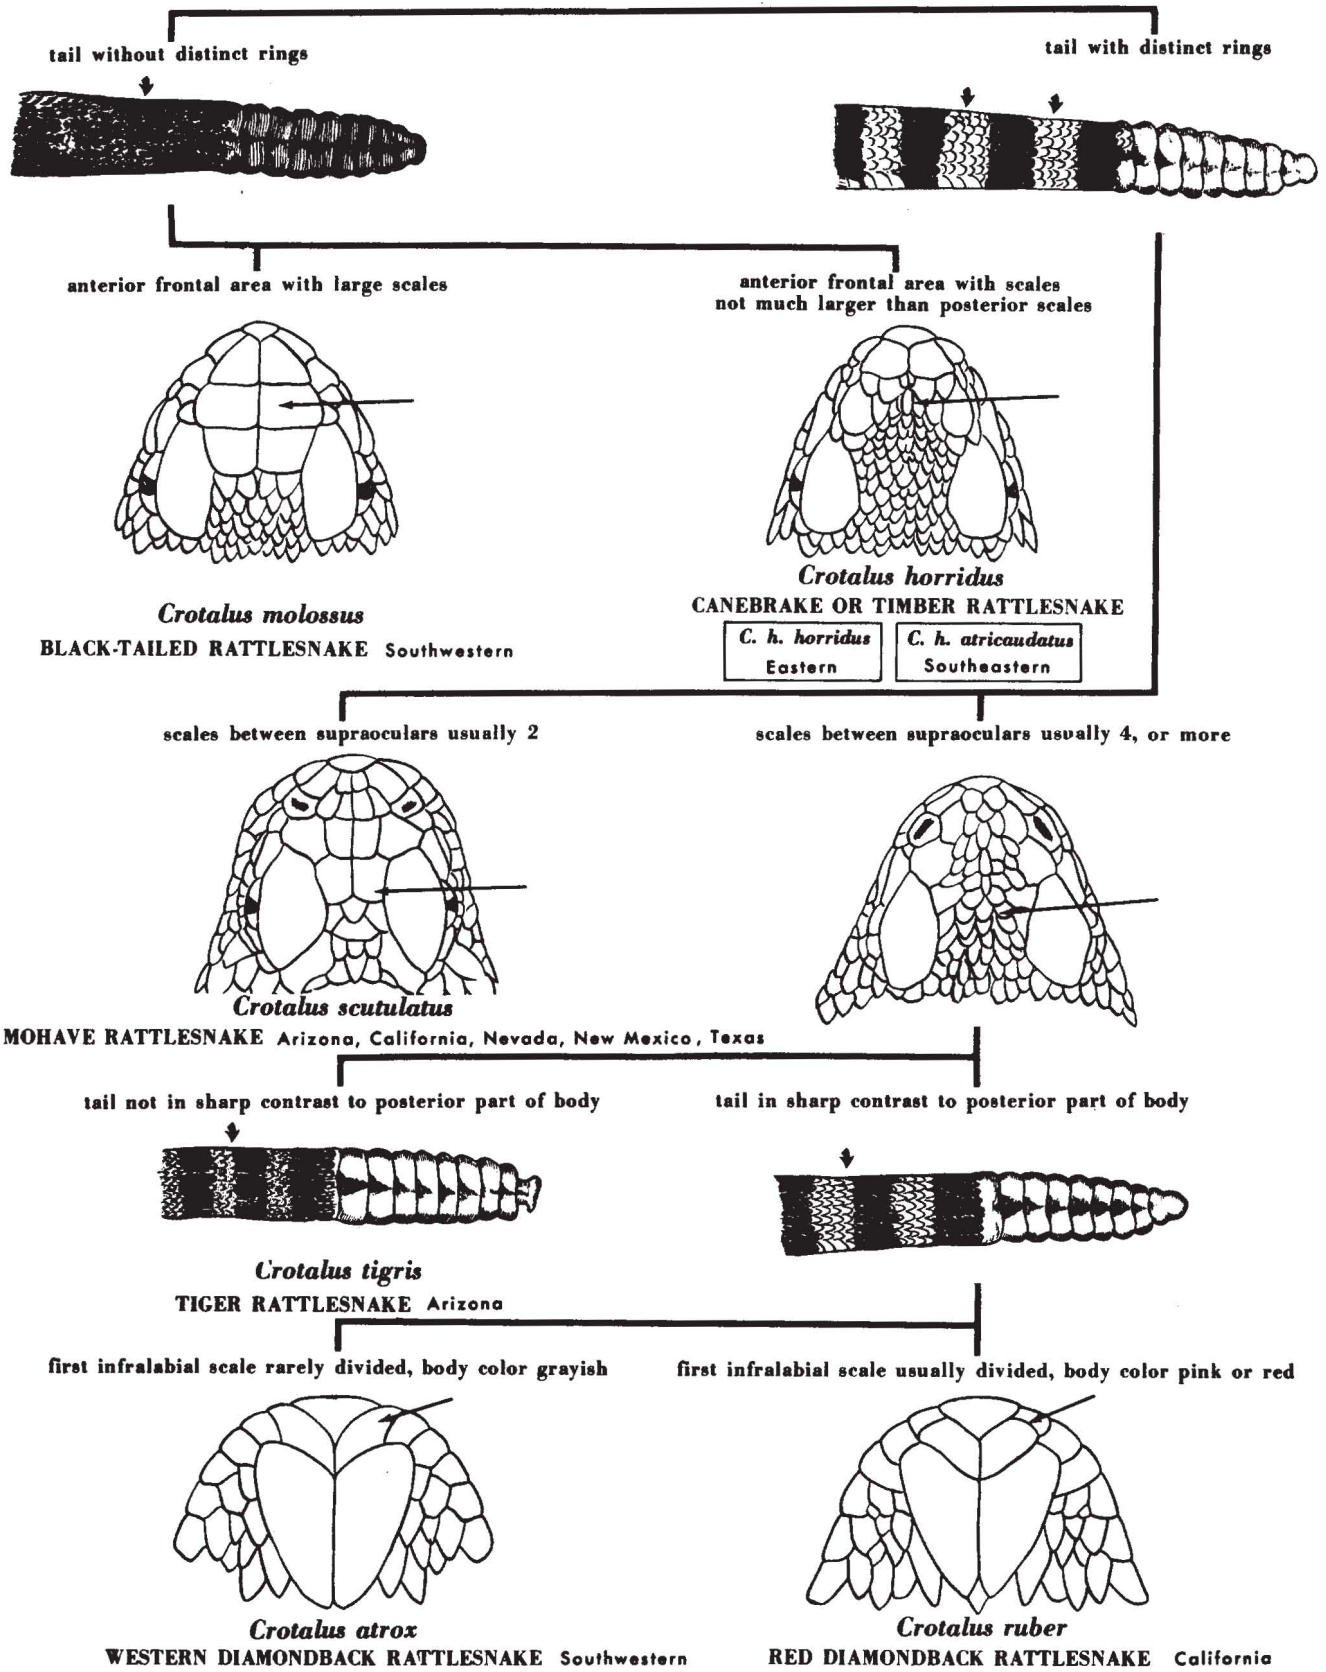 tail without distinct rings
tail with distinct rings
anterior frontal area with large scales
anterior frontal area with scales
not much larger than posterior scales
Crotalus molossus
BLACK-TAILED RATTLESNAKE Southwestern
Crotalus horridus
CANEBRAKE OR TIMBER RATTLESNAKE
C. h. horridus
Eastern
C. h. atricaudatus
Southeastern
scales between supraoculars usually 2
scales between supraoculars usually 4, or more
Crotalus scutulatus
MOHAVE RATTLESNAKE Arizona, California, Nevada, New Mexico, Texas
tail not in sharp contrast to posterior part of body
tail in sharp contrast to posterior part of body
Crotalus tigris
TIGER RATTLESNAKE Arizona
first infralabial scale rarely divided, body color grayish
first infralabial scale usually divided, body color pink or red
Crotalus atrox
WESTERN DIAMONDBACK RATTLESNAKE Southwestern
Crotalus ruber
RED DIAMONDBACK RATTLESNAKE California